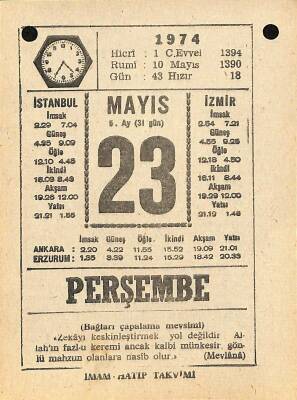 1974
Hicrî : 1 C.Evvel 1394
Rumî : 10 Mayıs 1390
Gün : 43 Hızır 18
İSTANBUL MAYIS İZMİR
5. Ay (31 gün)
23
İmsak
2.29 7.04
Güneş
4.35 9.09
Öğle
12.10 4.45
İkindi
16.09 8.43
Akşam
19.26 12.00
Yatsı
21.21 1.55
İmsak
2.54 7.21
Güneş
4.55 9.25
Öğle
12.18 4.50
İkindi
16.11 8.44
Akşam
19.29 12.00
Yatsı
21.19 1.48
İmsak Güneş Öğle İkindi Akşam Yatsı
ANKARA : 2.20 4.22 11.55 15.52 19.09 21.01
ERZURUM : 1.35 3.39 11.24 15.29 18.42 20.33
PERŞEMBE
(Bağları çapalama mevsimi)
«Zekâyı keskinleştirmek yol değildir Al-
lah'ın fazlu keremi ancak kalbi münkesir, gön-
lü mahzun olanlara nasib olur.» (Mevlânâ)
İMAM-HATİP TAKVİMİ